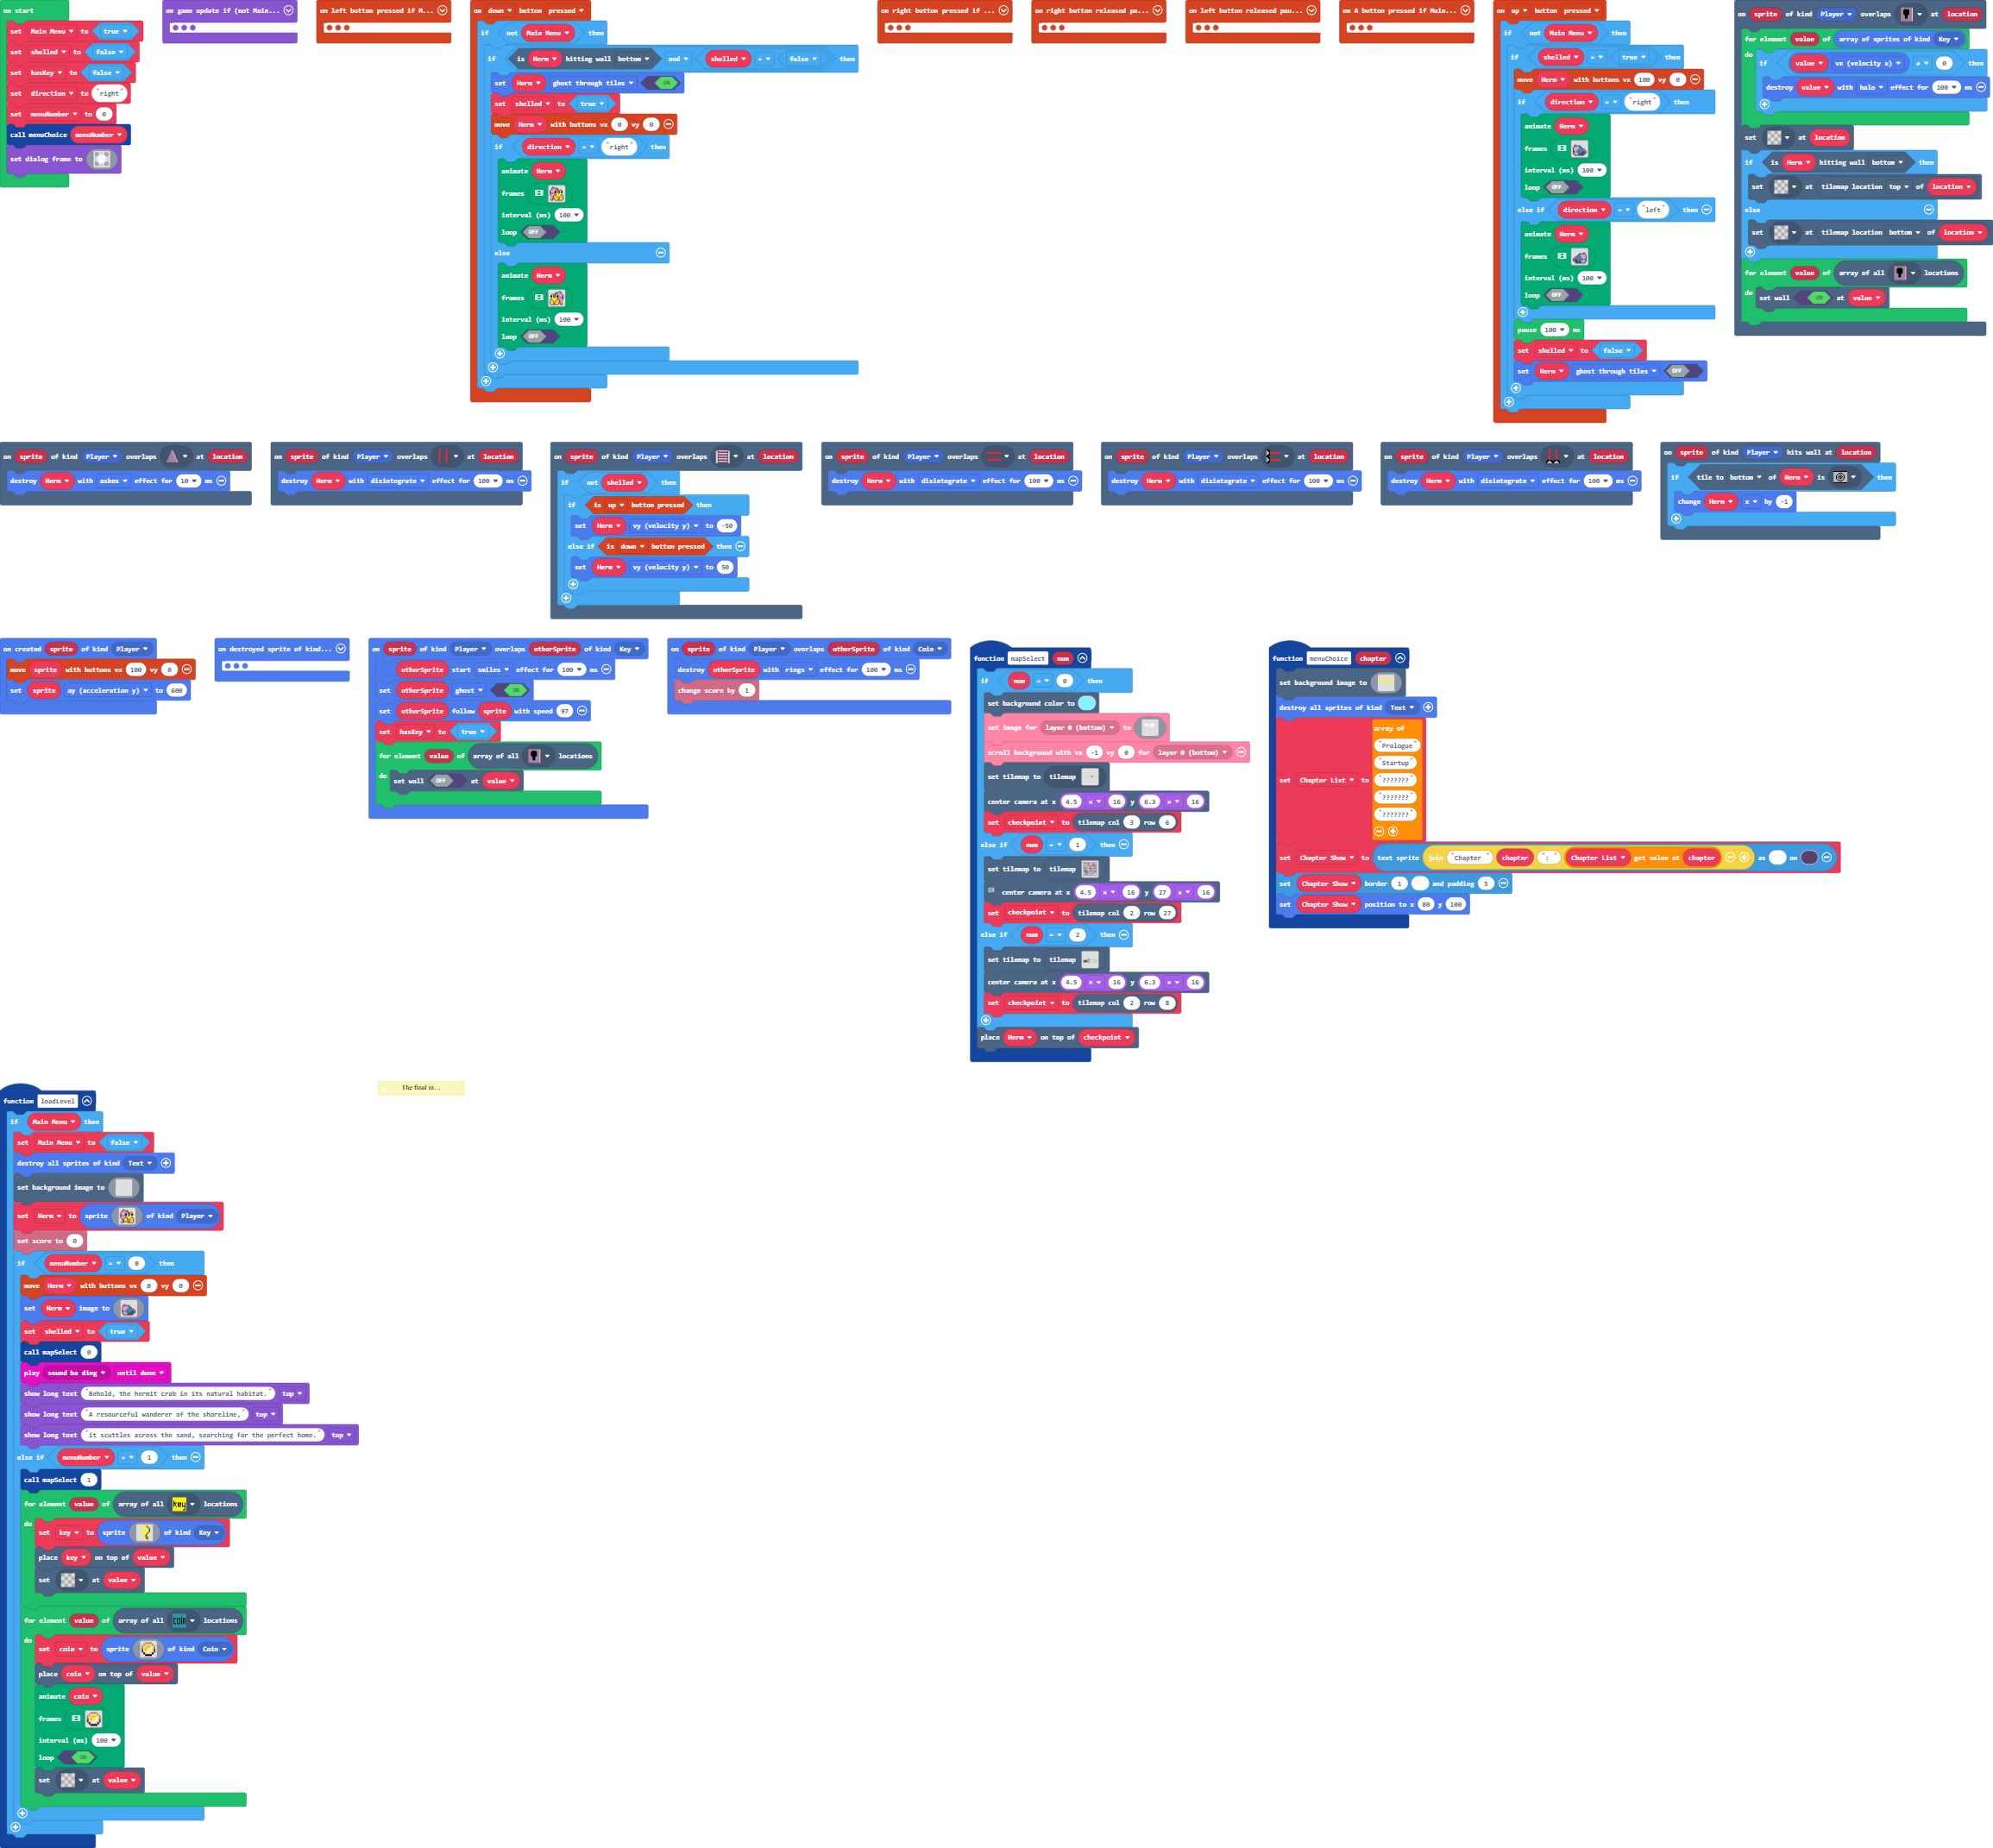 on start
set Main Menu to true
set shelled to false
set hasKey to false
set direction to "right"
set menuNumber to 0
call menuChoice menuNumber
set dialog frame to
on game update if (not Main...
on left button pressed if M...
on down button pressed
if not Main Menu then
if is Herm hitting wall bottom and shelled = false then
set Herm ghost through tiles ON
set shelled to true
move Herm with buttons vx 0 vy 0
if direction = "right" then
animate Herm
frames
interval (ms) 100
loop OFF
else
animate Herm
frames
interval (ms) 100
loop OFF
on right button pressed if ...
on right button released pa...
on left button released pau...
on A button pressed if Main...
on up button pressed
if not Main Menu then
if shelled = true then
move Herm with buttons vx 100 vy 0
if direction = "right" then
animate Herm
frames
interval (ms) 100
loop OFF
else if direction = "left" then
animate Herm
frames
interval (ms) 100
loop OFF
pause 100 ms
set shelled to false
set Herm ghost through tiles OFF
on sprite of kind Player overlaps at location
for element value of array of sprites of kind Key
do
if value vx (velocity x) ≠ 0 then
destroy value with halo effect for 100 ms
set at location
if is Herm hitting wall bottom then
set at tilemap location top of location
else
set at tilemap location bottom of location
for element value of array of all locations
do
set wall ON at value
on sprite of kind Player overlaps at location
destroy Herm with ashes effect for 10 ms
on sprite of kind Player overlaps at location
destroy Herm with disintegrate effect for 100 ms
on sprite of kind Player overlaps at location
if not shelled then
if is up button pressed then
set Herm vy (velocity y) to -50
else if is down button pressed then
set Herm vy (velocity y) to 50
on sprite of kind Player overlaps at location
destroy Herm with disintegrate effect for 100 ms
on sprite of kind Player overlaps at location
destroy Herm with disintegrate effect for 100 ms
on sprite of kind Player overlaps at location
destroy Herm with disintegrate effect for 100 ms
on sprite of kind Player hits wall at location
if tile to bottom of Herm is then
change Herm x by -1
on created sprite of kind Player
move sprite with buttons vx 100 vy 0
set sprite ay (acceleration y) to 600
on destroyed sprite of kind...
on sprite of kind Player overlaps otherSprite of kind Key
otherSprite start smiles effect for 100 ms
set otherSprite ghost ON
set otherSprite follow sprite with speed 97
set hasKey to true
for element value of array of all locations
do
set wall OFF at value
on sprite of kind Player overlaps otherSprite of kind Coin
destroy otherSprite with rings effect for 100 ms
change score by 1
function mapSelect num
if num = 0 then
set background color to
set image for layer 0 (bottom) to
scroll background with vx -1 vy 0 for layer 0 (bottom)
set tilemap to tilemap
center camera at x 4.5 × 16 y 6.3 × 16
set checkpoint to tilemap col 3 row 6
else if num = 1 then
set tilemap to tilemap
center camera at x 4.5 × 16 y 27 × 16
set checkpoint to tilemap col 2 row 27
else if num = 2 then
set tilemap to tilemap
center camera at x 4.5 × 16 y 6.3 × 16
set checkpoint to tilemap col 2 row 8
place Herm on top of checkpoint
function menuChoice chapter
set background image to
destroy all sprites of kind Text
array of
"Prologue"
"Startup"
set Chapter List to "???????"
"???????"
"???????"
set Chapter Show to text sprite join "Chapter " chapter ":" Chapter List get value at chapter as on
set Chapter Show border 1 and padding 5
set Chapter Show position to x 80 y 100
function loadLevel
if Main Menu then
set Main Menu to false
destroy all sprites of kind Text
set background image to
set Herm to sprite of kind Player
set score to 0
if menuNumber = 0 then
move Herm with buttons vx 0 vy 0
set Herm image to
set shelled to true
call mapSelect 0
play sound ba ding until done
show long text "Behold, the hermit crab in its natural habitat." top
show long text "A resourceful wanderer of the shoreline," top
show long text "it scuttles across the sand, searching for the perfect home." top
else if menuNumber = 1 then
call mapSelect 1
for element value of array of all key locations
do
set key to sprite of kind Key
place key on top of value
set at value
for element value of array of all coin locations
do
set coin to sprite of kind Coin
place coin on top of value
animate coin
frames
interval (ms) 100
loop ON
set at value
The final in...